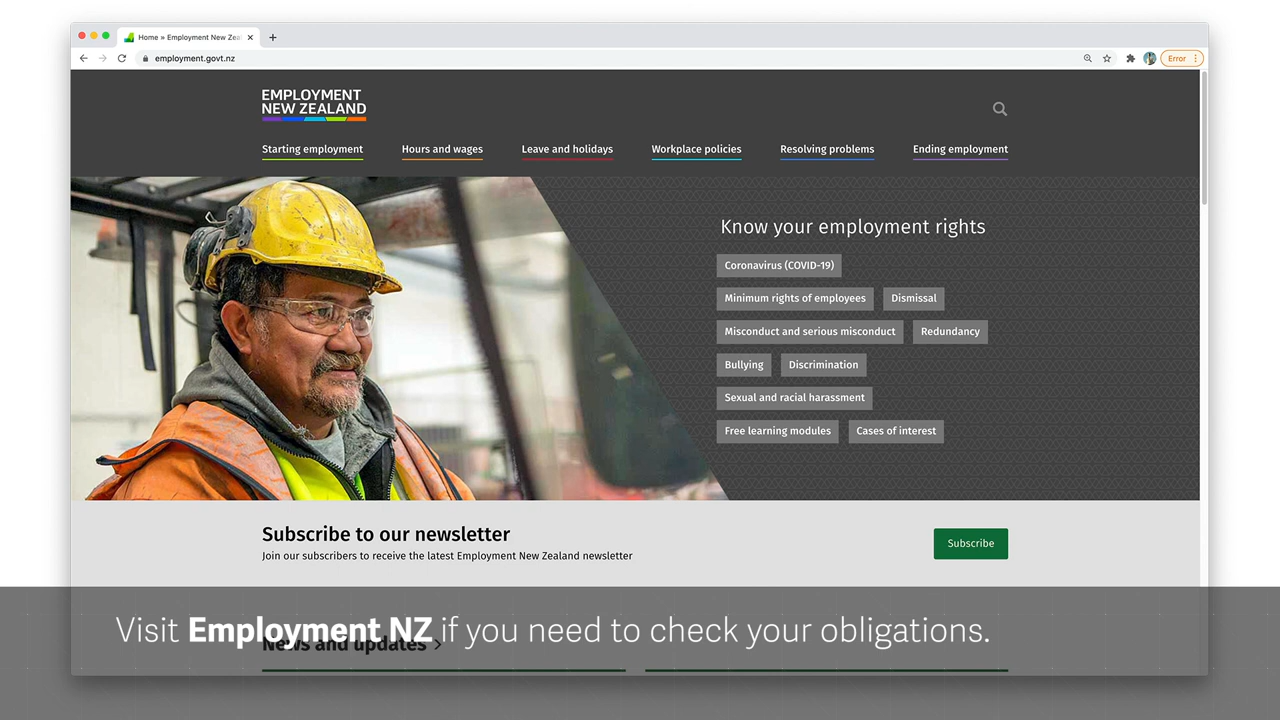 Home » Employment New Zea
employment.govt.nz
Error
EMPLOYMENT
NEW ZEALAND
Starting employment
Hours and wages
Leave and holidays
Workplace policies
Resolving problems
Ending employment
Know your employment rights
Coronavirus (COVID-19)
Minimum rights of employees
Dismissal
Misconduct and serious misconduct
Redundancy
Bullying
Discrimination
Sexual and racial harassment
Free learning modules
Cases of interest
Subscribe to our newsletter
Join our subscribers to receive the latest Employment New Zealand newsletter
Subscribe
Visit Employment NZ if you need to check your obligations.
News and updates